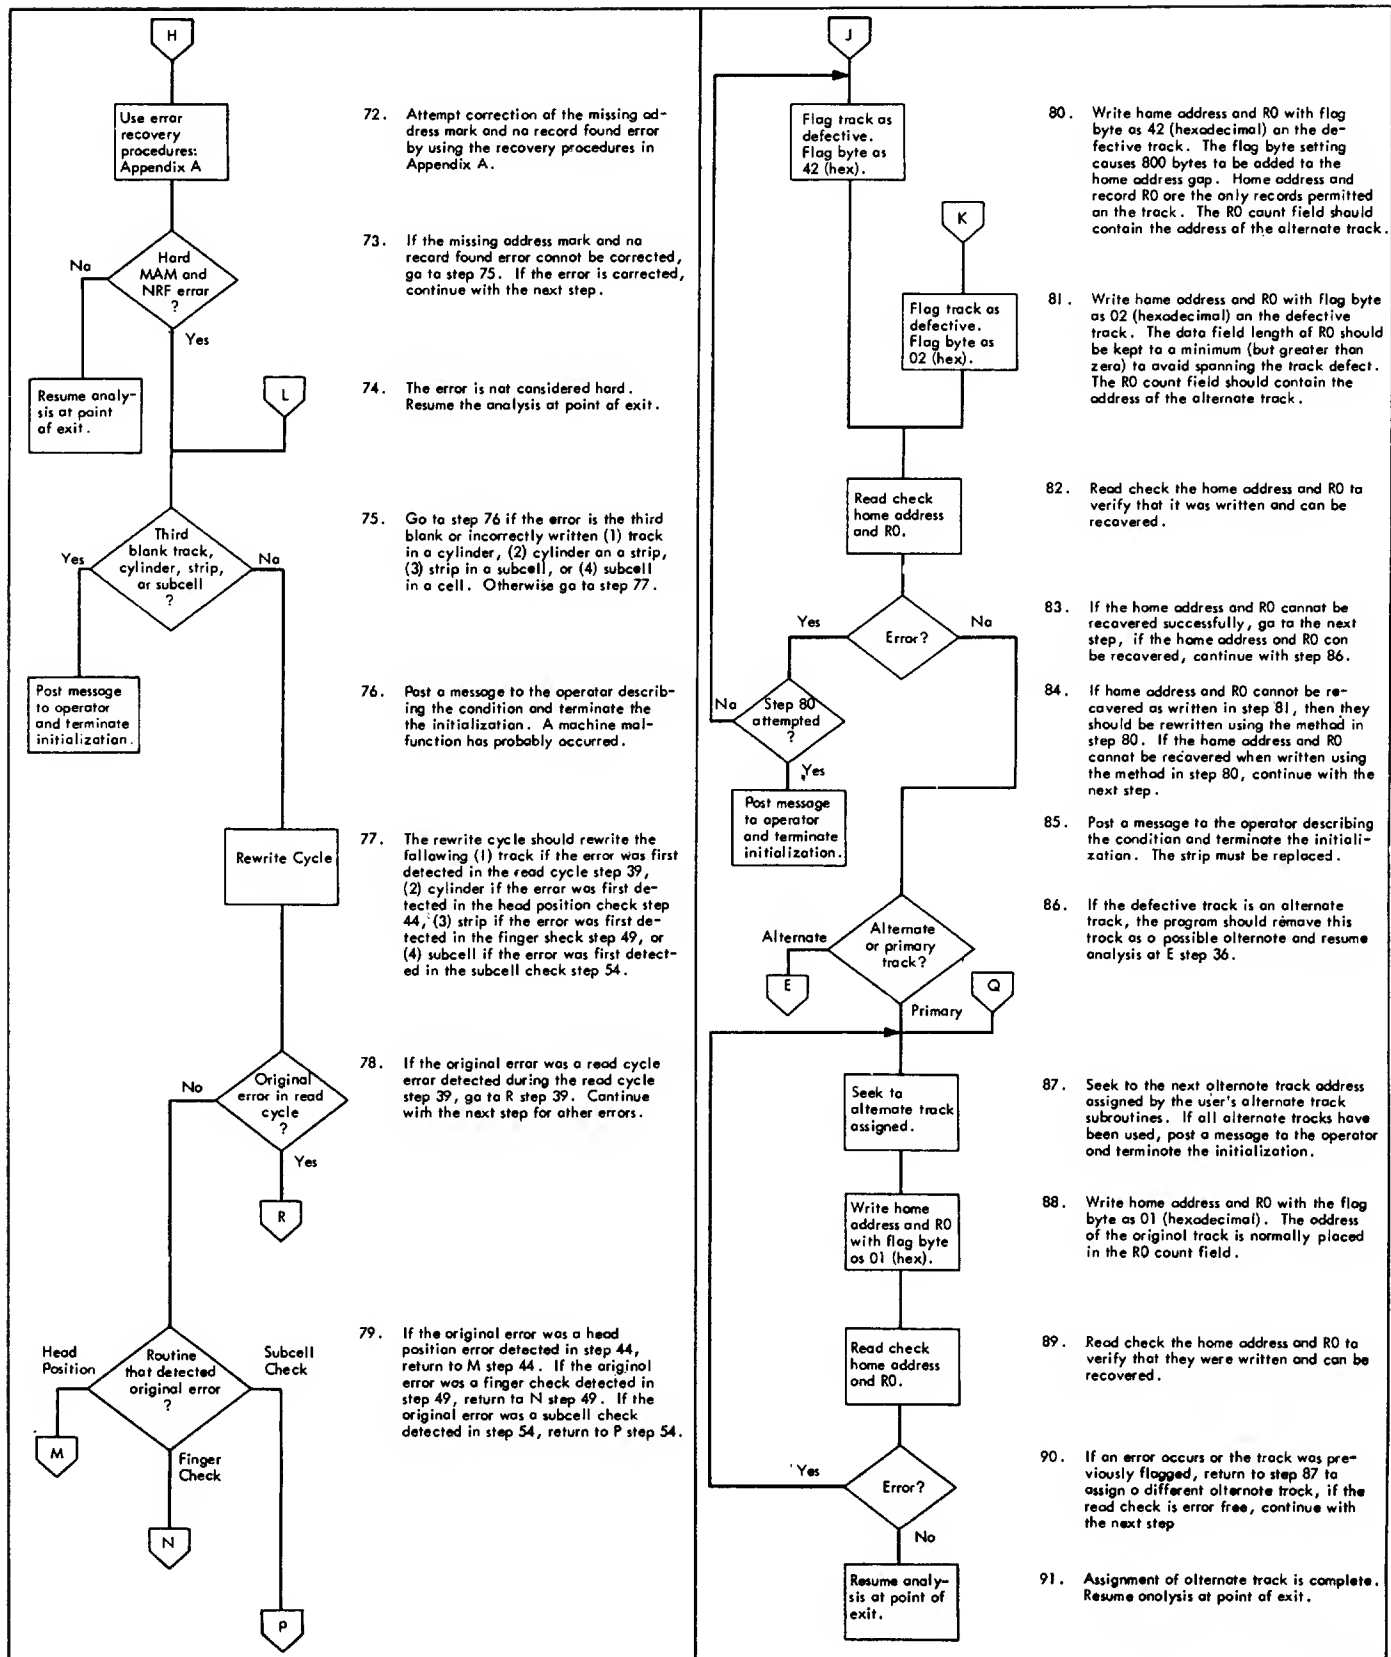 H
Use error
recovery
procedures:
Appendix A
72. Attempt correction of the missing ad-
dress mark and no record found error
by using the recovery procedures in
Appendix A.
Hard
MAM and
NRF error
?
No
Yes
73. If the missing address mark and no
record found error cannot be corrected,
go to step 75. If the error is corrected,
continue with the next step.
Resume analy-
sis at point
of exit.
L
74. The error is not considered hard.
Resume the analysis at point of exit.
Third
blank track,
cylinder, strip,
or subcell
?
Yes
No
75. Go to step 76 if the error is the third
blank or incorrectly written (1) track
in a cylinder, (2) cylinder on a strip,
(3) strip in a subcell, or (4) subcell
in a cell. Otherwise go to step 77.
Post message
to operator
and terminate
initialization.
76. Post a message to the operator describ-
ing the condition and terminate the
the initialization. A machine mal-
function has probably occurred.
Rewrite Cycle
77. The rewrite cycle should rewrite the
following (1) track if the error was first
detected in the read cycle step 39,
(2) cylinder if the error was first de-
tected in the head position check step
44, (3) strip if the error was first de-
tected in the finger sheck step 49, or
(4) subcell if the error was first detect-
ed in the subcell check step 54.
Original
error in read
cycle
?
No
Yes
R
78. If the original error was a read cycle
error detected during the read cycle
step 39, go to R step 39. Continue
with the next step for other errors.
Routine
that detected
original error
?
Head
Position
Subcell
Check
Finger
Check
M
N
P
79. If the original error was a head
position error detected in step 44,
return to M step 44. If the original
error was a finger check detected in
step 49, return to N step 49. If the
original error was a subcell check
detected in step 54, return to P step 54.
J
Flag track as
defective.
Flag byte as
42 (hex).
80. Write home address and R0 with flag
byte as 42 (hexadecimal) on the de-
fective track. The flag byte setting
causes 800 bytes to be added to the
home address gap. Home address and
record R0 are the only records permitted
on the track. The R0 count field should
contain the address of the alternate track.
K
Flag track as
defective.
Flag byte as
02 (hex).
81. Write home address and R0 with flag byte
as 02 (hexadecimal) on the defective
track. The data field length of R0 should
be kept to a minimum (but greater than
zero) to avoid spanning the track defect.
The R0 count field should contain the
address of the alternate track.
Read check
home address
and R0.
82. Read check the home address and R0 to
verify that it was written and can be
recovered.
Error?
Yes
No
83. If the home address and R0 cannot be
recovered successfully, go to the next
step, if the home address and R0 can
be recovered, continue with step 86.
Step 80
attempted
?
No
Yes
84. If home address and R0 cannot be re-
covered as written in step 81, then they
should be rewritten using the method in
step 80. If the home address and R0
cannot be recovered when written using
the method in step 80, continue with the
next step.
Post message
to operator
and terminate
initialization.
85. Post a message to the operator describing
the condition and terminate the initiali-
zation. The strip must be replaced.
Alternate
or primary
track?
Alternate
Primary
E
Q
86. If the defective track is an alternate
track, the program should remave this
track as a possible alternate and resume
analysis at E step 36.
Seek to
alternate track
assigned.
87. Seek to the next alternate track address
assigned by the user's alternate track
subroutines. If all alternate tracks have
been used, post a message to the operator
and terminate the initialization.
Write home
address and R0
with flag byte
as 01 (hex).
88. Write home address and R0 with the flag
byte as 01 (hexadecimal). The address
of the original track is normally placed
in the R0 count field.
Read check
home address
and R0.
89. Read check the home address and R0 to
verify that they were written and can be
recovered.
Error?
Yes
No
90. If an error occurs or the track was pre-
viously flagged, return to step 87 to
assign a different alternate track, if the
read check is error free, continue with
the next step
Resume analy-
sis at point of
exit.
91. Assignment of alternate track is complete.
Resume analysis at point of exit.